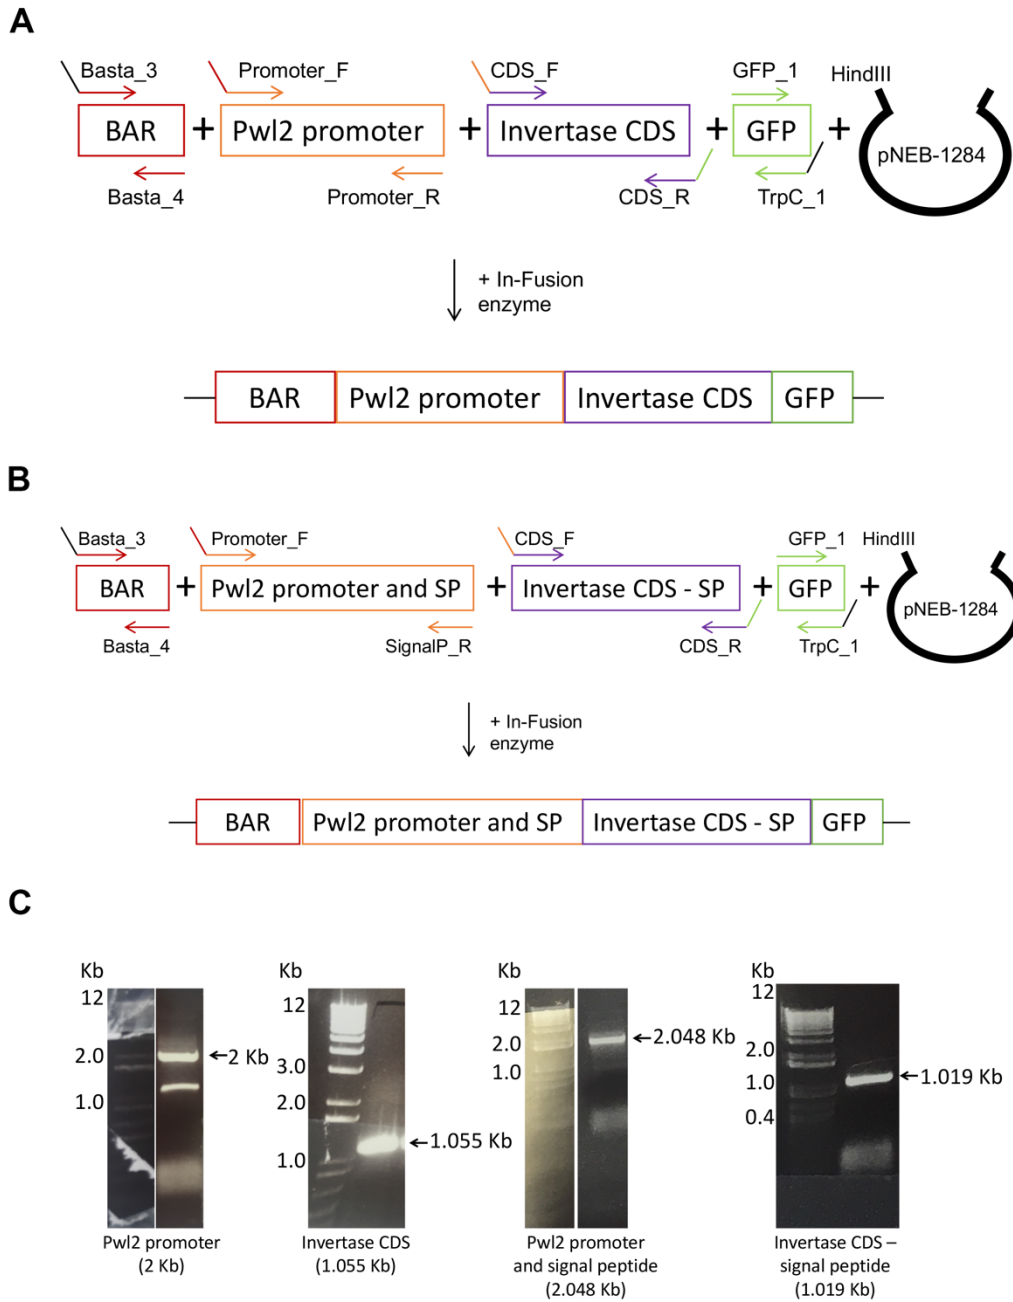 A
Basta_3
Promoter_F
CDS_F
GFP_1
HindIII
BAR + Pwl2 promoter + Invertase CDS + GFP + pNEB-1284
Basta_4
Promoter_R
CDS_R
TrpC_1
+ In-Fusion
enzyme
BAR Pwl2 promoter Invertase CDS GFP
B
Basta_3
Promoter_F
CDS_F
GFP_1
HindIII
BAR + Pwl2 promoter and SP + Invertase CDS - SP + GFP + pNEB-1284
Basta_4
SignalP_R
CDS_R
TrpC_1
+ In-Fusion
enzyme
BAR Pwl2 promoter and SP Invertase CDS - SP GFP
C
Kb
12
2.0
1.0
2 Kb
Pwl2 promoter
(2 Kb)
Kb
12
3.0
2.0
1.0
1.055 Kb
Invertase CDS
(1.055 Kb)
Kb
12
2.0
1.0
2.048 Kb
Pwl2 promoter
and signal peptide
(2.048 Kb)
Kb
12
2.0
1.0
0.4
1.019 Kb
Invertase CDS –
signal peptide
(1.019 Kb)